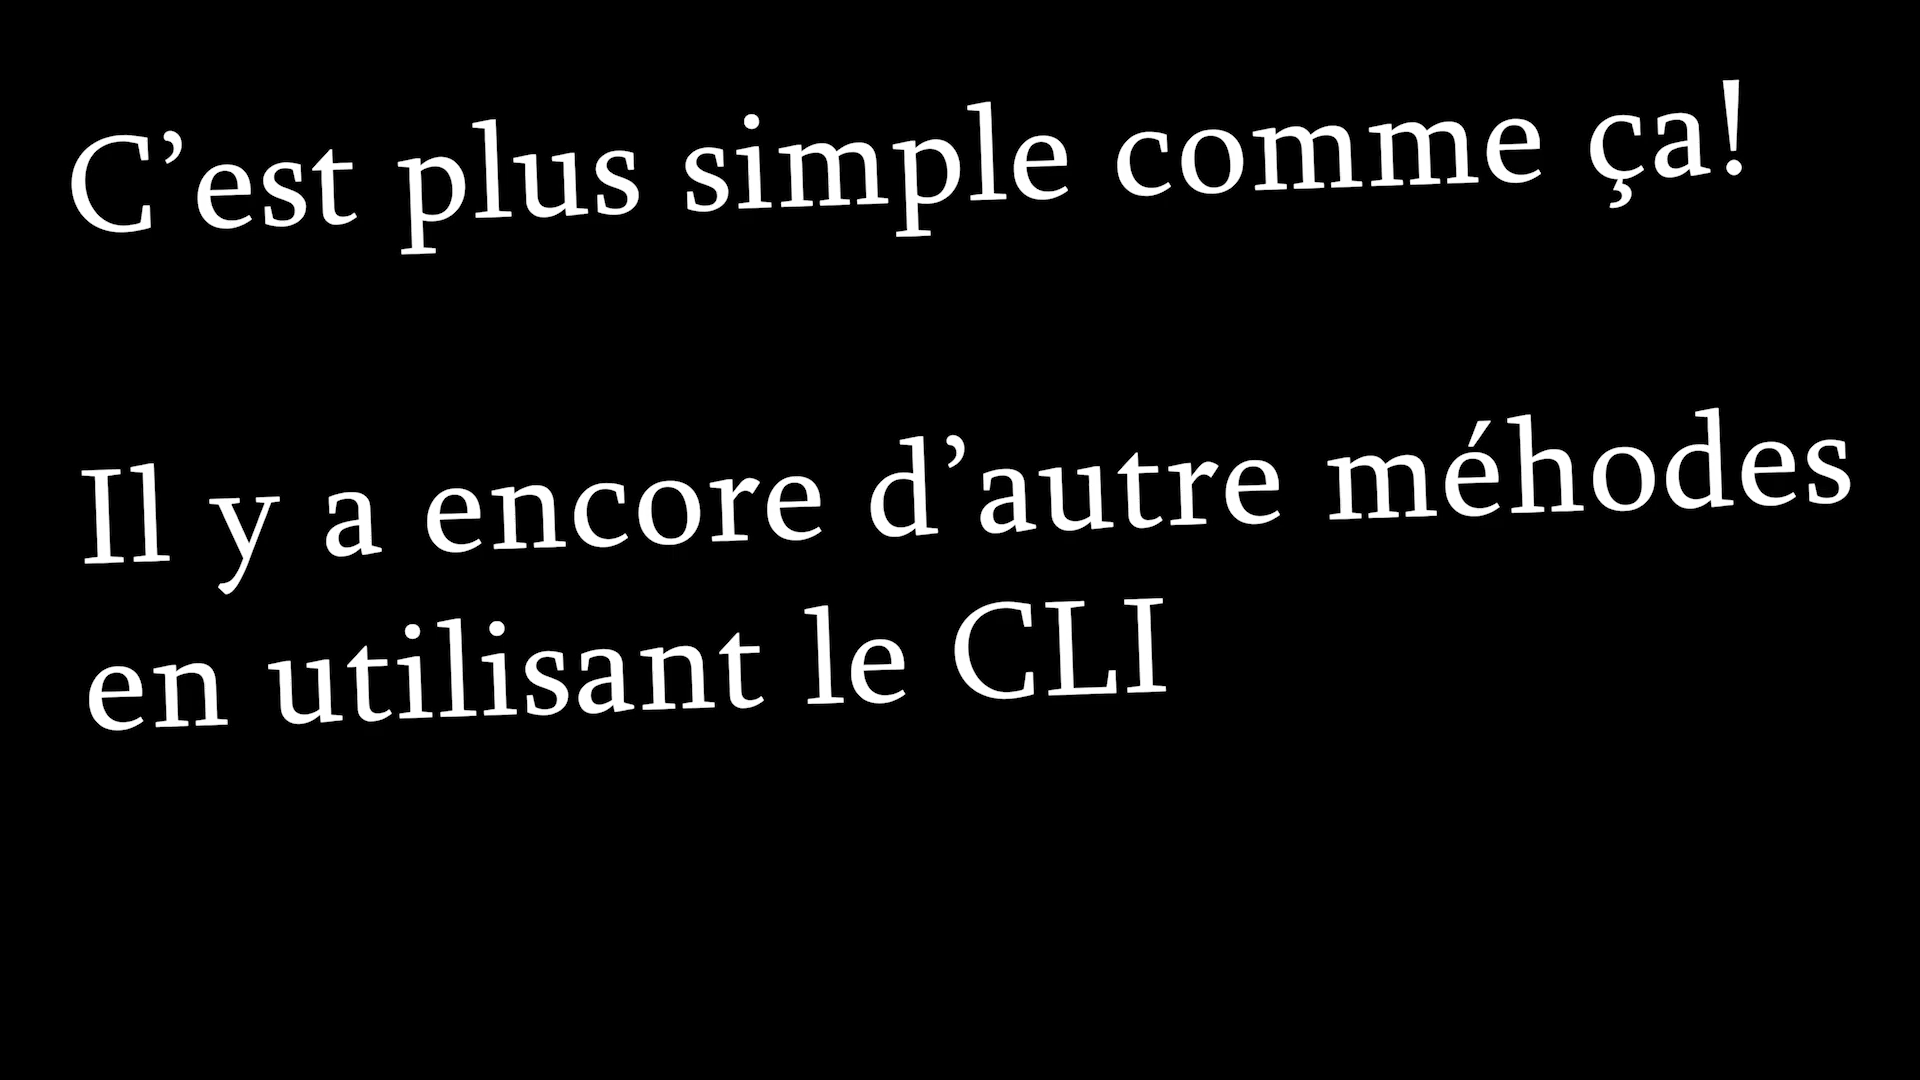 C’est plus simple comme ça!
Il y a encore d’autre méhodes
en utilisant le CLI